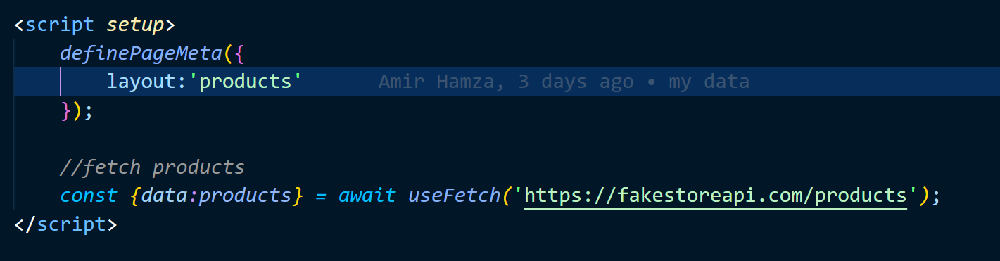 <script setup>
definePageMeta({
layout:'products' Amir Hamza, 3 days ago • my data
});
//fetch products
const {data:products} = await useFetch('https://fakestoreapi.com/products');
</script>